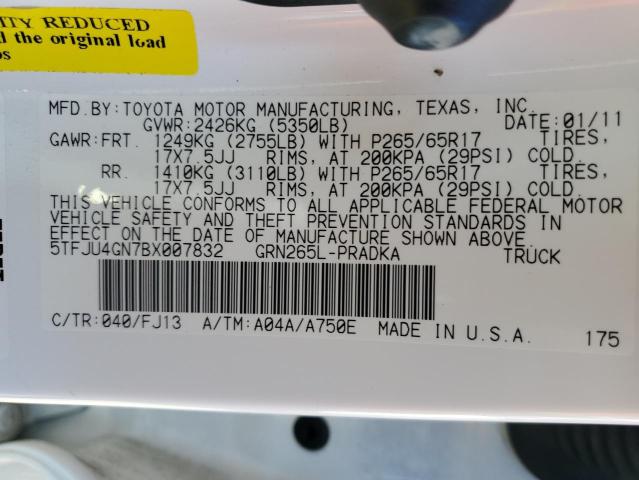 ITY REDUCED
d the original load
os
MFD.BY:TOYOTA MOTOR MANUFACTURING, TEXAS, INC.
GVWR:2426KG (5350LB) DATE:01/11
GAWR:FRT. 1249KG (2755LB) WITH P265/65R17 TIRES,
17X7.5JJ RIMS, AT 200KPA (29PSI) COLD.
RR. 1410KG (3110LB) WITH P265/65R17 TIRES,
17X7.5JJ RIMS, AT 200KPA (29PSI) COLD.
THIS VEHICLE CONFORMS TO ALL APPLICABLE FEDERAL MOTOR
VEHICLE SAFETY AND THEFT PREVENTION STANDARDS IN
EFFECT ON THE DATE OF MANUFACTURE SHOWN ABOVE.
5TFJU4GN7BX007832 GRN265L-PRADKA TRUCK
C/TR:040/FJ13 A/TM:A04A/A750E MADE IN U.S.A. 175